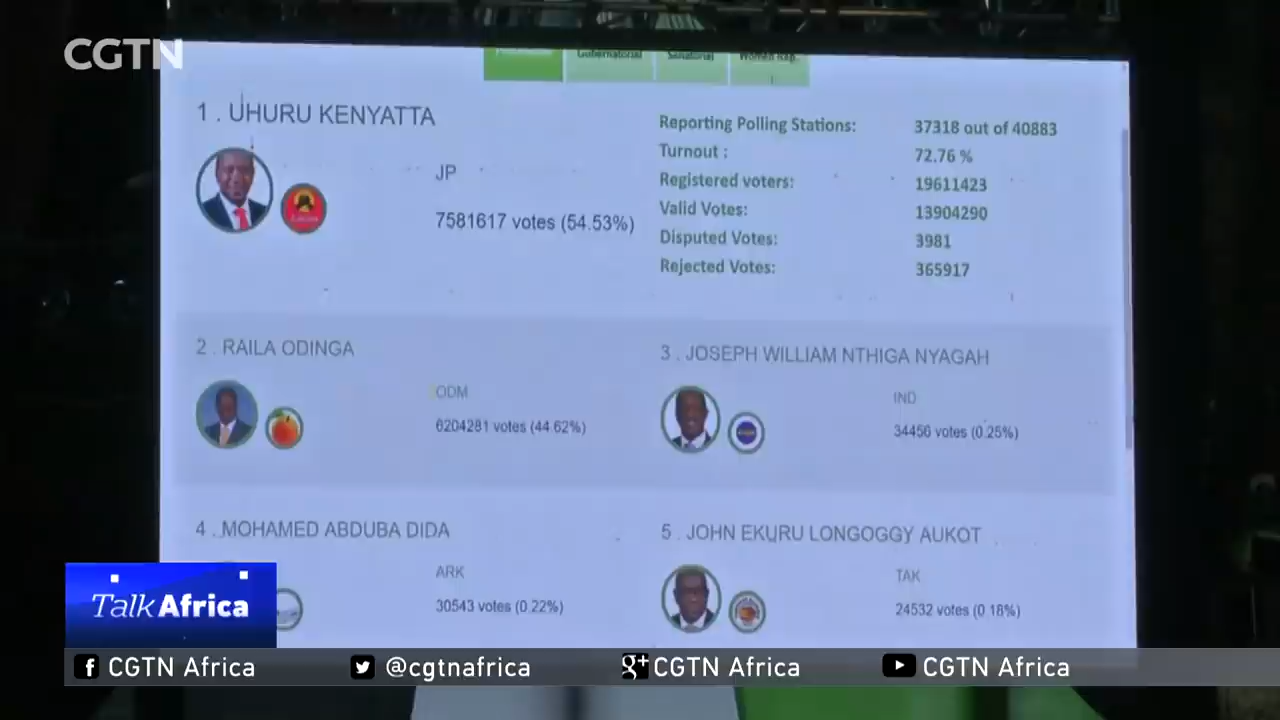 CGTN
Gubernatorial
Senatorial
Women Rep.
1 . UHURU KENYATTA
JP
7581617 votes (54.53%)
Reporting Polling Stations: 37318 out of 40883
Turnout : 72.76 %
Registered voters: 19611423
Valid Votes: 13904290
Disputed Votes: 3981
Rejected Votes: 365917
2 . RAILA ODINGA
ODM
6204281 votes (44.62%)
3 . JOSEPH WILLIAM NTHIGA NYAGAH
IND
34456 votes (0.25%)
4 . MOHAMED ABDUBA DIDA
ARK
30543 votes (0.22%)
5 . JOHN EKURU LONGOGGY AUKOT
TAK
24532 votes (0.18%)
Talk Africa
CGTN Africa
@cgtnafrica
g+ CGTN Africa
CGTN Africa